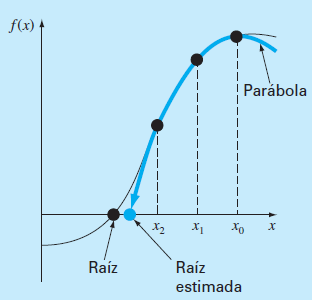 f(x)
Parábola
x₂ x₁ x₀ x
Raíz
Raíz
estimada